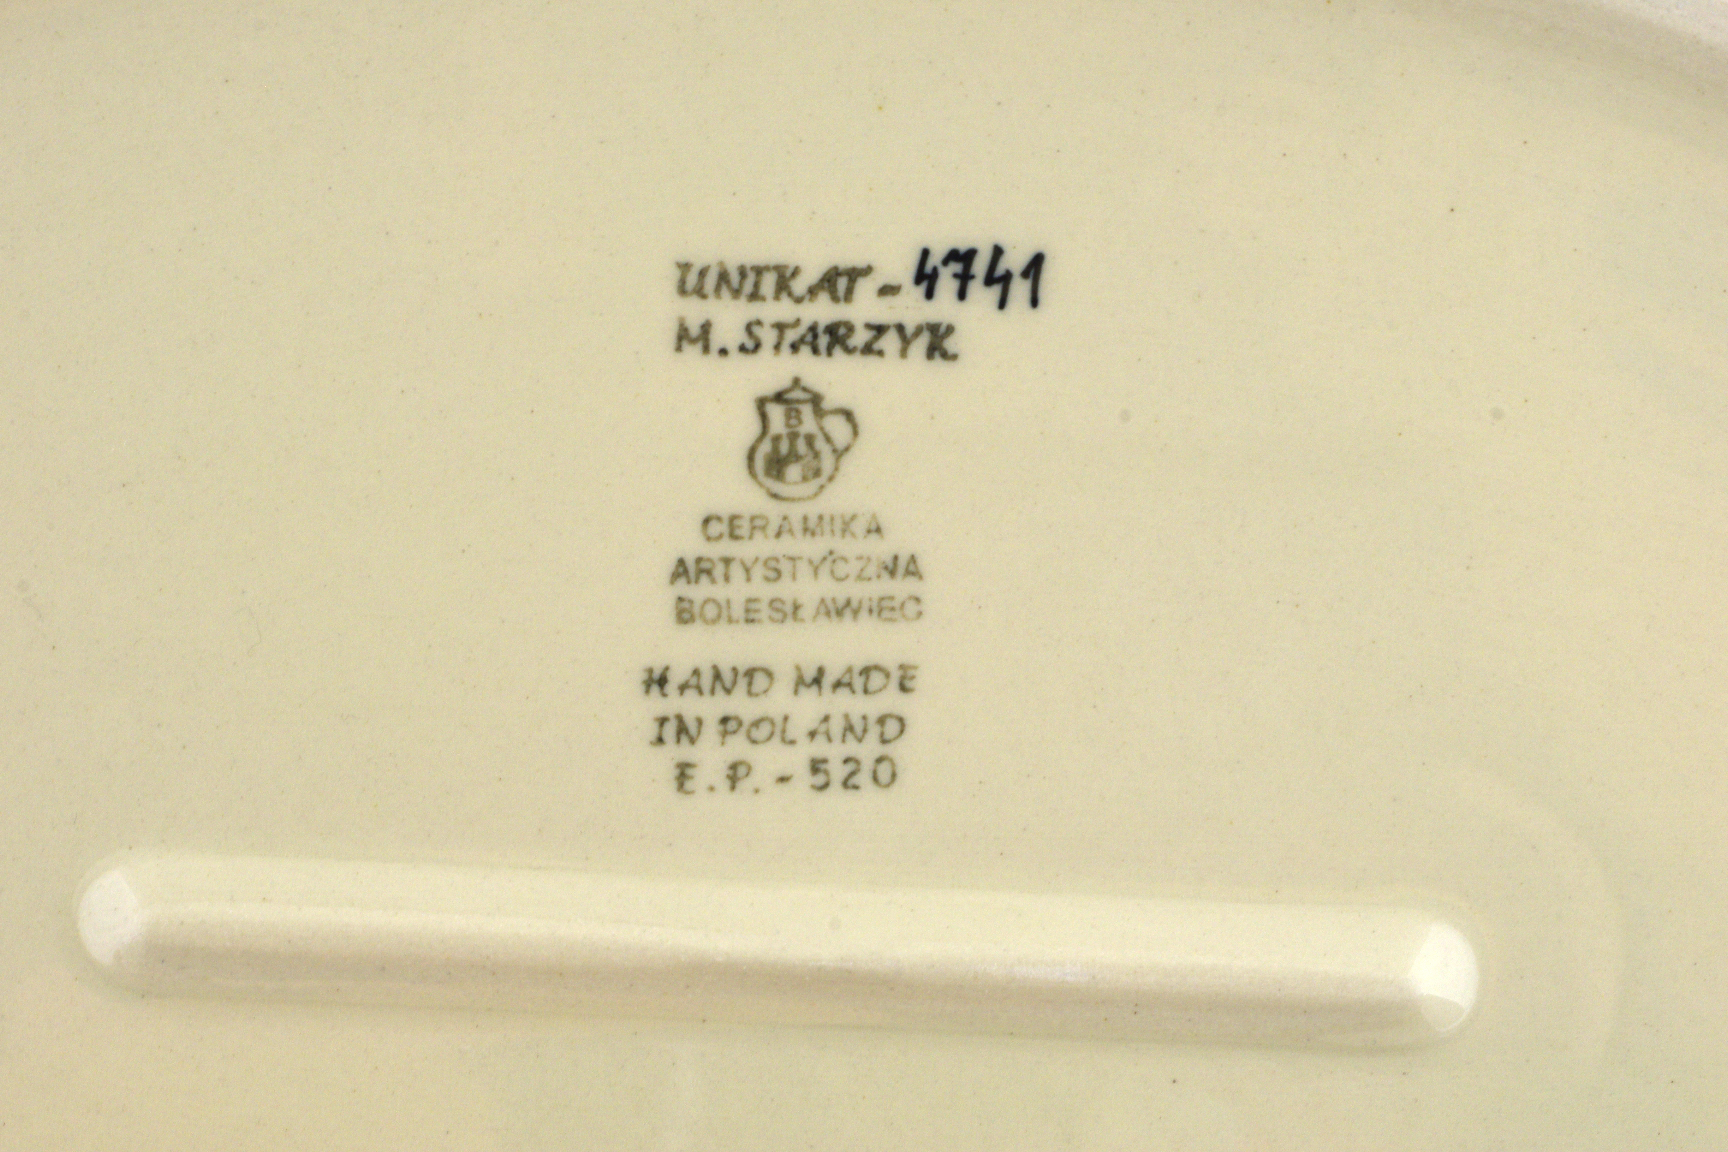 UNIKAT - 4741
M. STARZYK
B
CERAMIKA
ARTYSTYCZNA
BOLESŁAWIEC
HAND MADE
IN POLAND
E.P. - 520